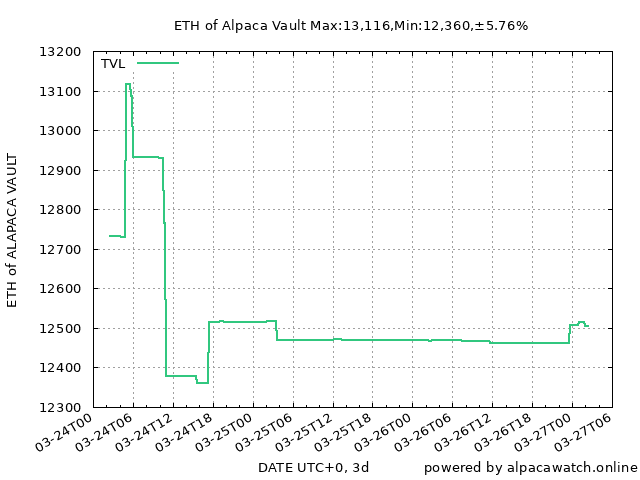 ETH of Alpaca Vault Max:13,116,Min:12,360,±5.76%
TVL
13200
13100
13000
12900
12800
12700
12600
12500
12400
12300
ETH of ALAPACA VAULT
03-24T00
03-24T06
03-24T12
03-24T18
03-25T00
03-25T06
03-25T12
03-25T18
03-26T00
03-26T06
03-26T12
03-26T18
03-27T00
03-27T06
DATE UTC+0, 3d
powered by alpacawatch.online